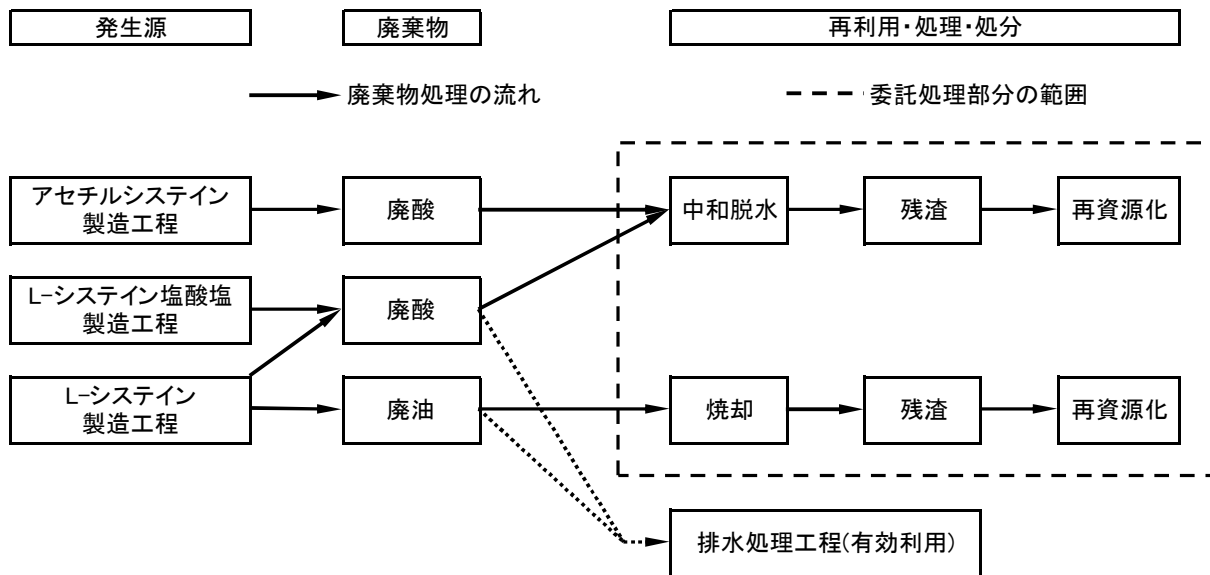 発生源
廃棄物
再利用・処理・処分
廃棄物処理の流れ
委託処理部分の範囲
アセチルシステイン
製造工程
廃酸
中和脱水
残渣
再資源化
L-システイン塩酸塩
製造工程
廃酸
L-システイン
製造工程
廃油
焼却
残渣
再資源化
排水処理工程(有効利用)